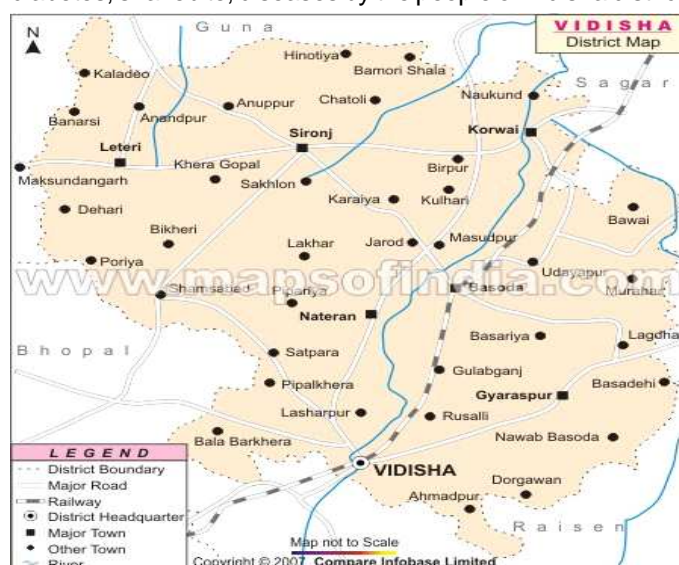 VIDISHA
District Map
N
Guna
Sagar
Hinotiya
Bamori Shala
Kaladeo
Naukund
Anuppur
Chatoli
Banarsi
Anandpur
Sironj
Korwai
Leteri
Khera Gopal
Birpur
Maksundangarh
Sakhlon
Karaiya
Kulhari
Dehari
Bawai
Bikheri
Lakhar
Jarod
Masudpur
Poriya
Udayapur
www.mapsofindia.com
Shamsabad
Pipariya
Basoda
Murahar
Nateran
Bhopal
Satpara
Basariya
Lagdha
Gulabganj
Pipalkhera
Basadehi
Gyaraspur
Lasharpur
Rusalli
Bala Barkhera
Nawab Basoda
VIDISHA
Dorgawan
Ahmadpur
Raisen
LEGEND
District Boundary
Major Road
Railway
District Headquarter
Major Town
Other Town
River
Map not to Scale
Copyright © 2007 Compare Infobase Limited